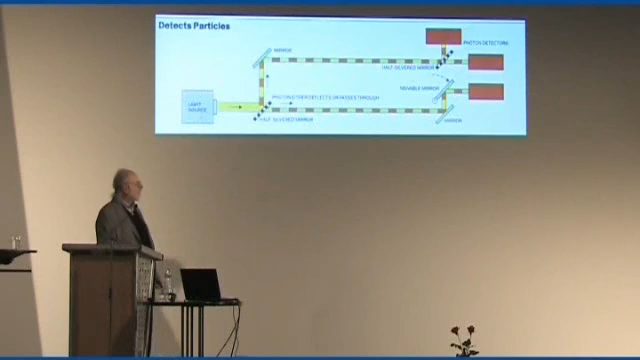 Detects Particles
MIRROR
PHOTON DETECTORS
HALF-SILVERED MIRROR
MOVABLE MIRROR
LIGHT
SOURCE
PHOTON EITHER DEFLECTS OR PASSES THROUGH
HALF-SILVERED MIRROR
MIRROR